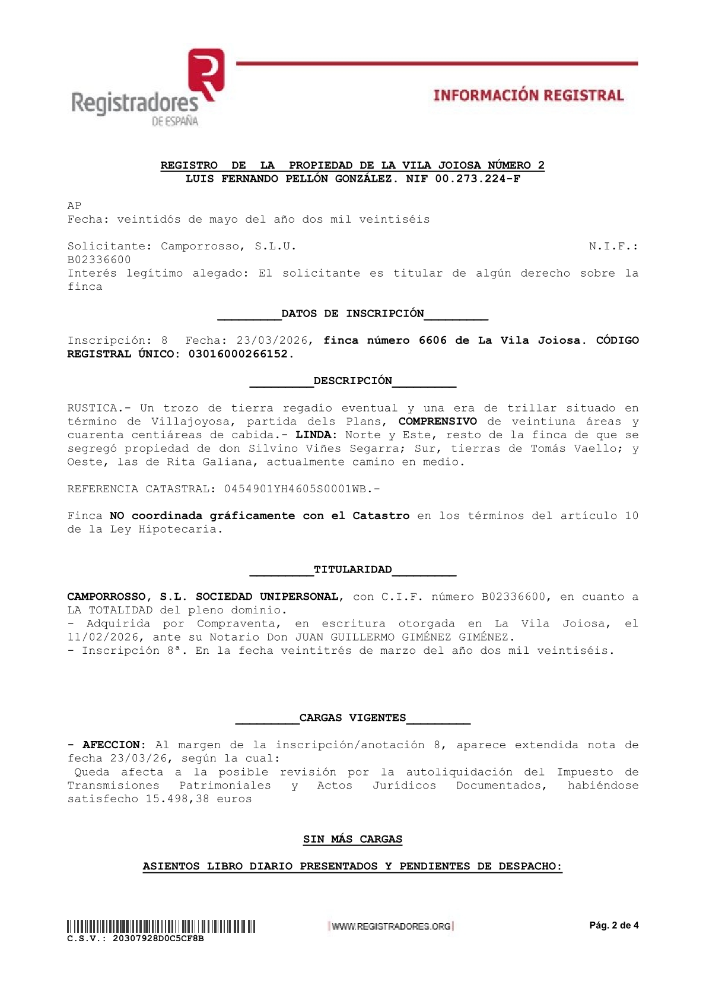 Registradores
DE ESPAÑA
INFORMACIÓN REGISTRAL
REGISTRO DE LA PROPIEDAD DE LA VILA JOIOSA NÚMERO 2
LUIS FERNANDO PELLÓN GONZÁLEZ. NIF 00.273.224-F
AP
Fecha: veintidós de mayo del año dos mil veintiséis
Solicitante: Camporrosso, S.L.U. N.I.F.:
B02336600
Interés legítimo alegado: El solicitante es titular de algún derecho sobre la
finca
_________DATOS DE INSCRIPCIÓN_________
Inscripción: 8 Fecha: 23/03/2026, finca número 6606 de La Vila Joiosa. CÓDIGO
REGISTRAL ÚNICO: 03016000266152.
_________DESCRIPCIÓN_________
RUSTICA.- Un trozo de tierra regadío eventual y una era de trillar situado en
término de Villajoyosa, partida dels Plans, COMPRENSIVO de veintiuna áreas y
cuarenta centiáreas de cabida.- LINDA: Norte y Este, resto de la finca de que se
segregó propiedad de don Silvino Viñes Segarra; Sur, tierras de Tomás Vaello; y
Oeste, las de Rita Galiana, actualmente camino en medio.
REFERENCIA CATASTRAL: 0454901YH4605S0001WB.-
Finca NO coordinada gráficamente con el Catastro en los términos del artículo 10
de la Ley Hipotecaria.
_________TITULARIDAD_________
CAMPORROSSO, S.L. SOCIEDAD UNIPERSONAL, con C.I.F. número B02336600, en cuanto a
LA TOTALIDAD del pleno dominio.
- Adquirida por Compraventa, en escritura otorgada en La Vila Joiosa, el
11/02/2026, ante su Notario Don JUAN GUILLERMO GIMÉNEZ GIMÉNEZ.
- Inscripción 8ª. En la fecha veintitrés de marzo del año dos mil veintiséis.
_________CARGAS VIGENTES_________
- AFECCION: Al margen de la inscripción/anotación 8, aparece extendida nota de
fecha 23/03/26, según la cual:
Queda afecta a la posible revisión por la autoliquidación del Impuesto de
Transmisiones Patrimoniales y Actos Jurídicos Documentados, habiéndose
satisfecho 15.498,38 euros
SIN MÁS CARGAS
ASIENTOS LIBRO DIARIO PRESENTADOS Y PENDIENTES DE DESPACHO:
C.S.V.: 20307928D0C5CF8B
WWW.REGISTRADORES.ORG
Pág. 2 de 4